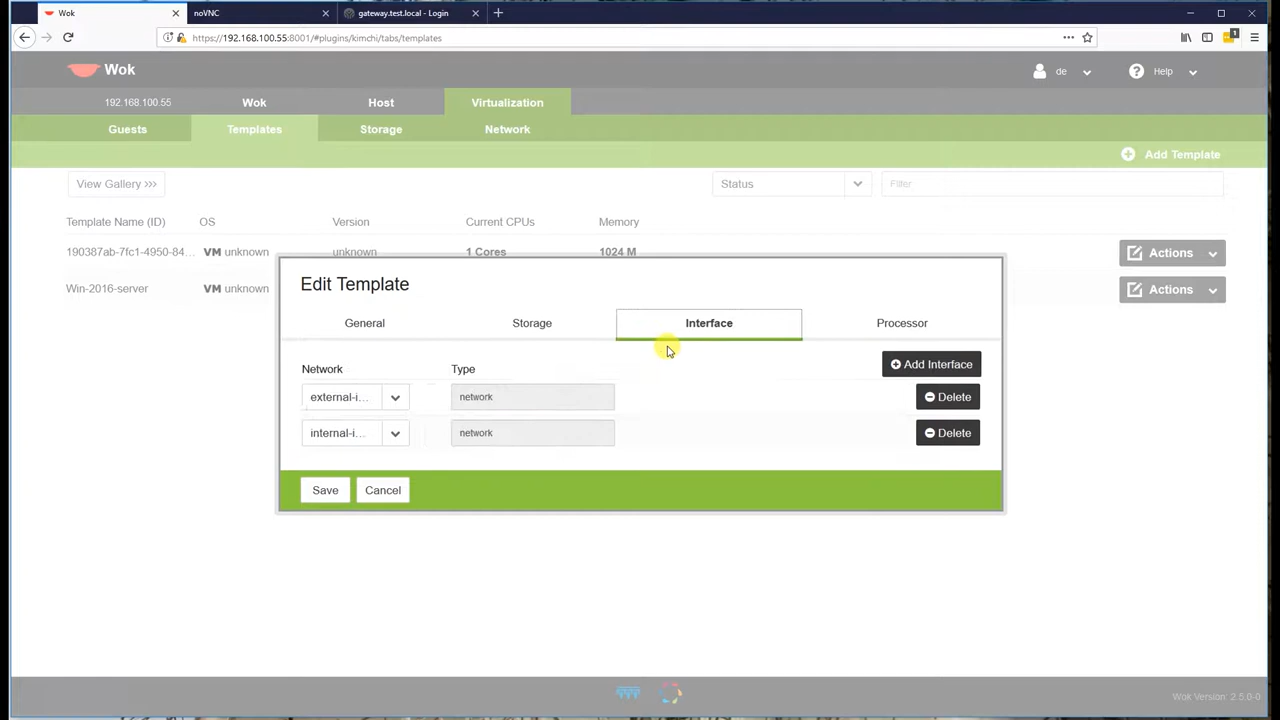 Wok
noVNC
gateway.test.local - Login
https://192.168.100.55:8001/#plugins/kimchi/tabs/templates
1
Wok
de
Help
192.168.100.55
Wok
Host
Virtualization
Guests
Templates
Storage
Network
Add Template
View Gallery >>>
Status
Filter
Template Name (ID)
OS
Version
Current CPUs
Memory
190387ab-7fc1-4950-84...
VM unknown
unknown
1 Cores
1024 M
Actions
Win-2016-server
VM unknown
Actions
Edit Template
General
Storage
Interface
Processor
Network
Type
Add Interface
external-i...
network
Delete
internal-i...
network
Delete
Save
Cancel
Wok Version: 2.5.0-0